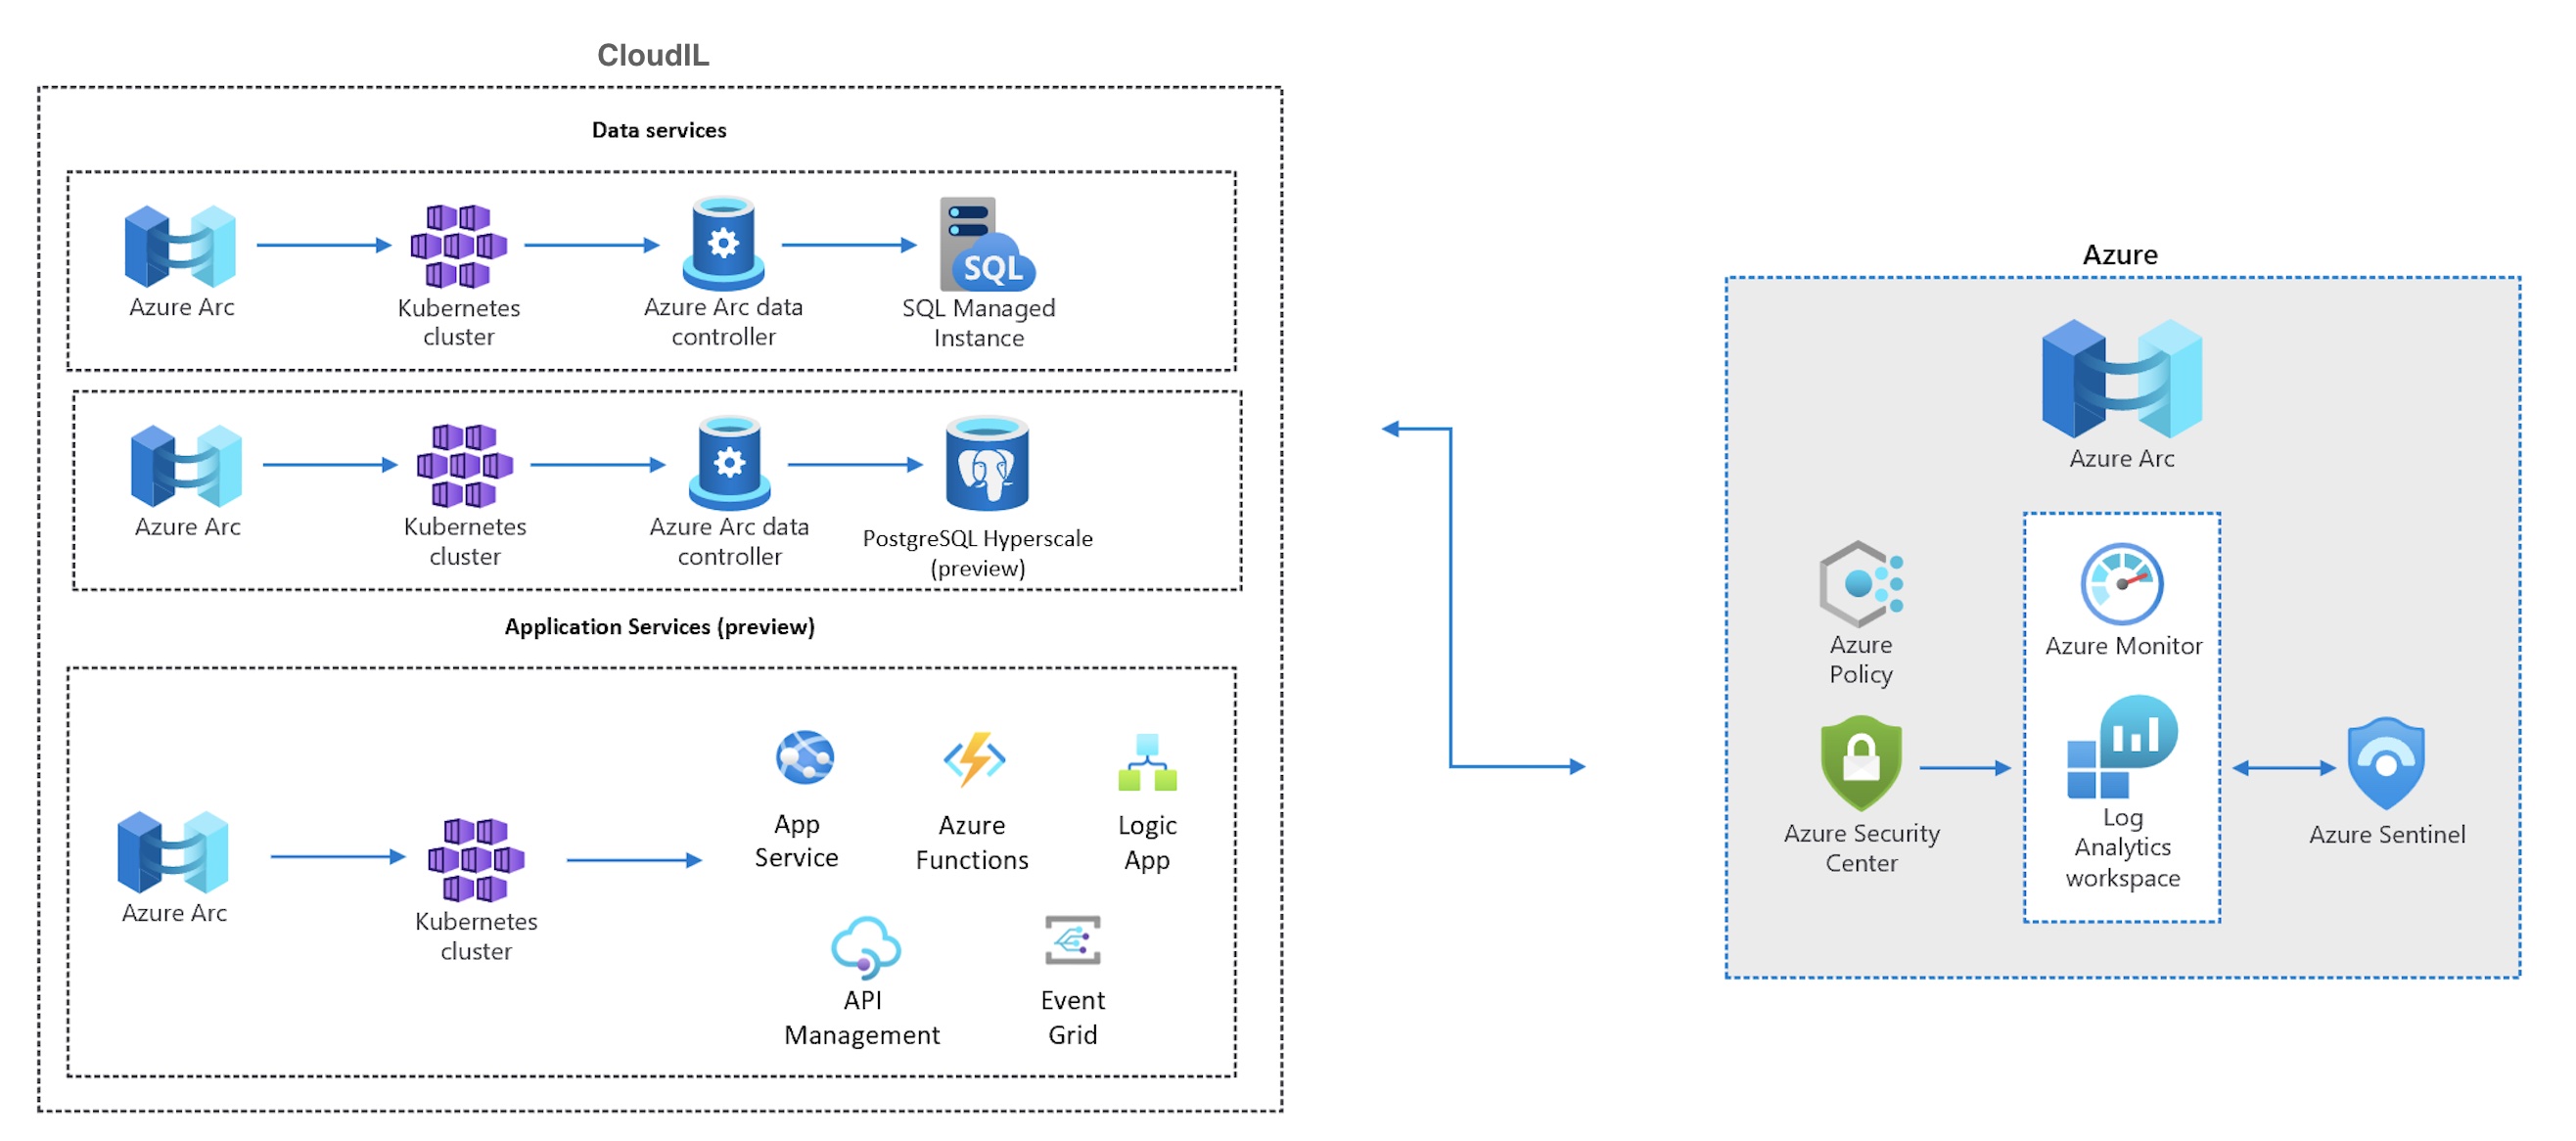 CloudIL
Data services
Azure Arc
Kubernetes
cluster
Azure Arc data
controller
SQL
SQL Managed
Instance
Azure Arc
Kubernetes
cluster
Azure Arc data
controller
PostgreSQL Hyperscale
(preview)
Application Services (preview)
Azure Arc
Kubernetes
cluster
App
Service
Azure
Functions
Logic
App
API
Management
Event
Grid
Azure
Azure Arc
Azure
Policy
Azure Monitor
Azure Security
Center
Log
Analytics
workspace
Azure Sentinel